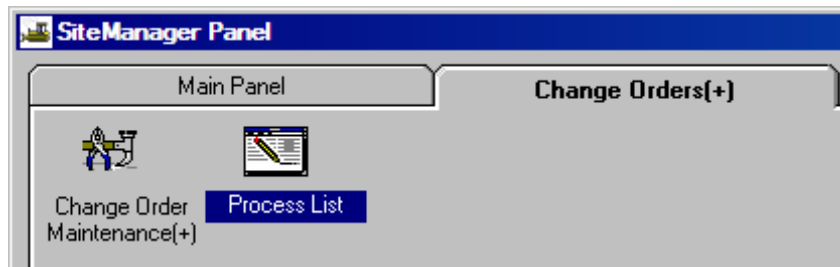 SiteManager Panel
Main Panel
Change Orders(+)
Change Order
Maintenance(+)
Process List